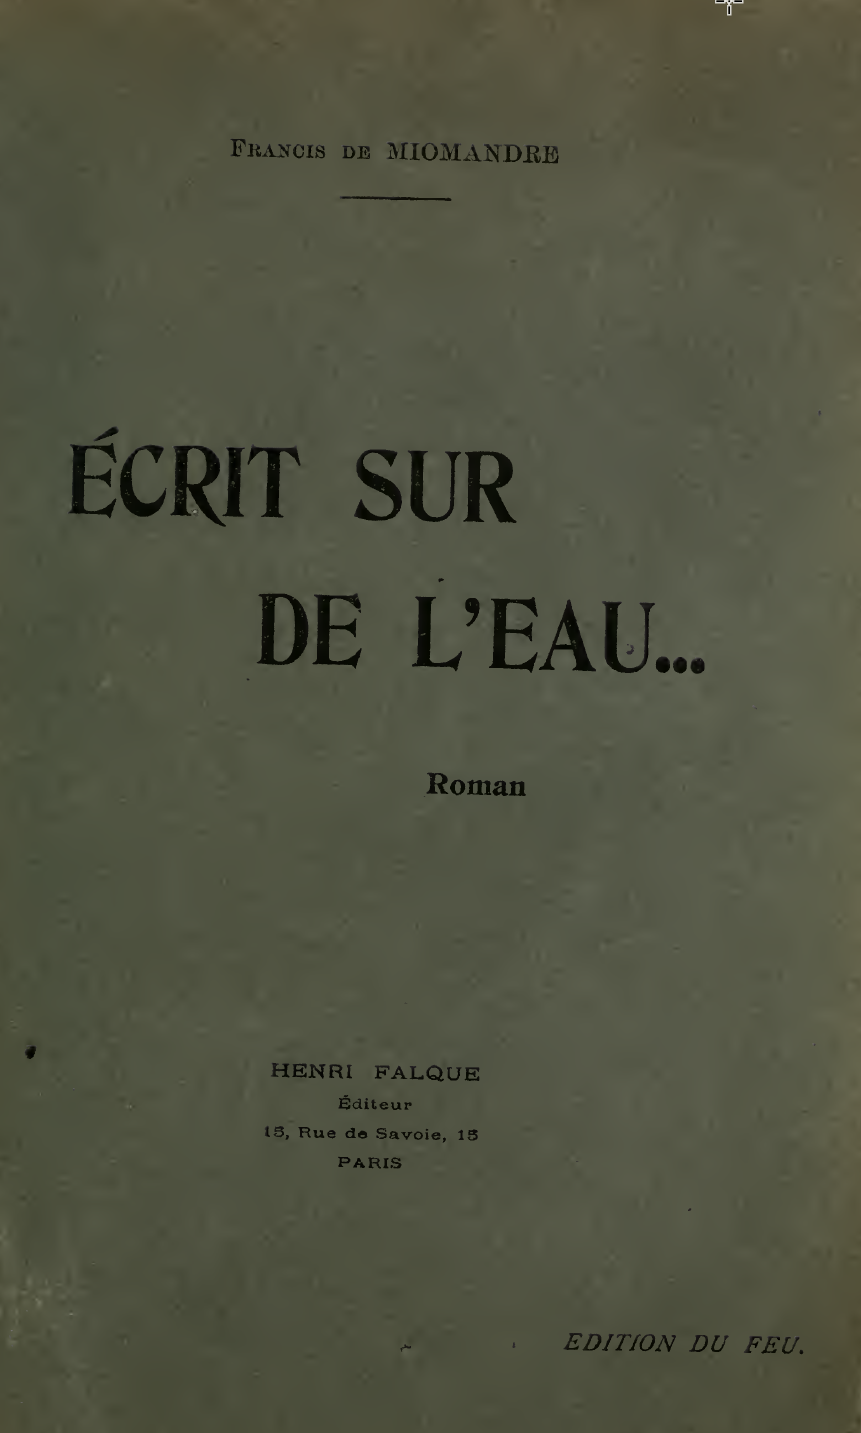 Francis de MIOMANDRE
ÉCRIT SUR
DE L'EAU...
Roman
HENRI FALQUE
Éditeur
15, Rue de Savoie, 15
PARIS
EDITION DU FEU.